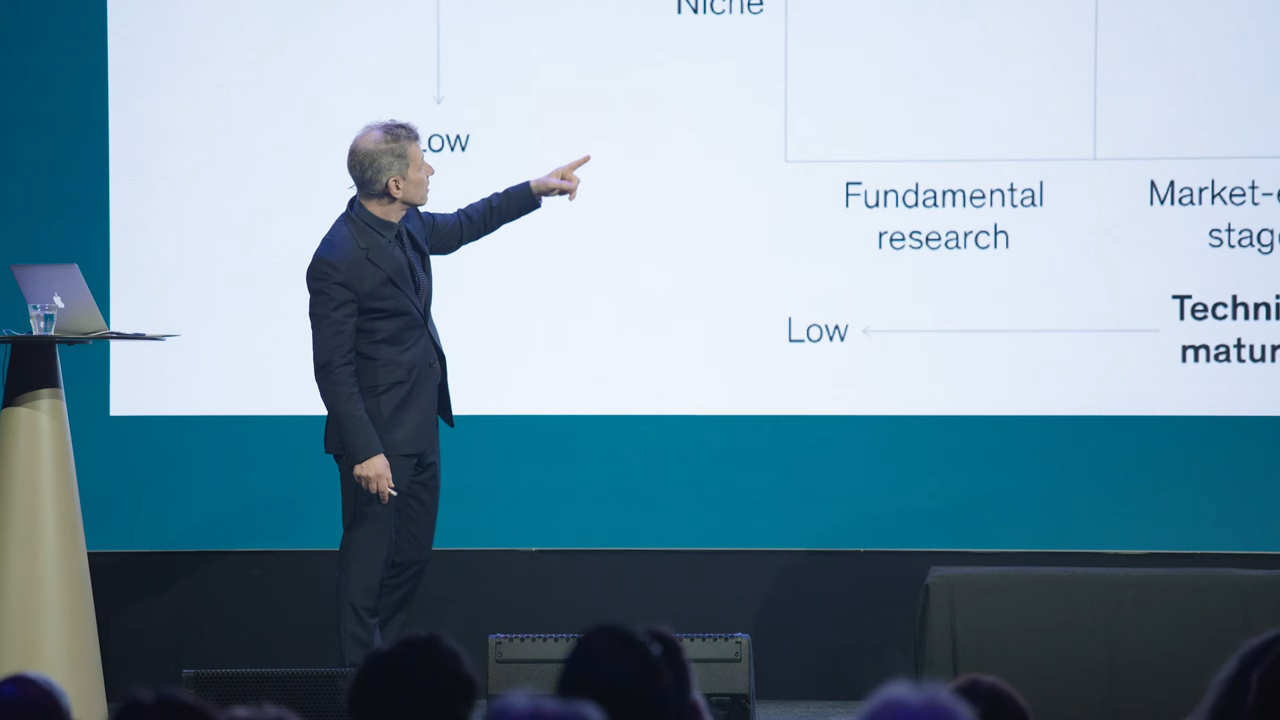 Niche
Low
Fundamental
research
Market-
stag
Low
Techni
matur